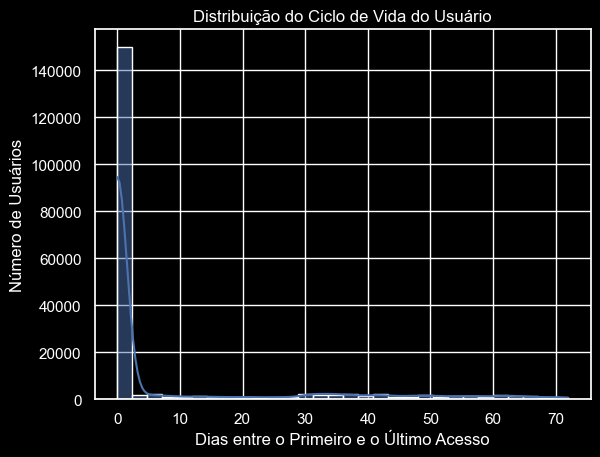 Distribuição do Ciclo de Vida do Usuário
Número de Usuários
140000
120000
100000
80000
60000
40000
20000
0
0 10 20 30 40 50 60 70
Dias entre o Primeiro e o Último Acesso